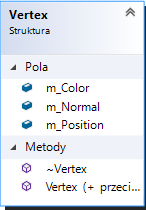 Vertex
Struktura
Pola
m_Color
m_Normal
m_Position
Metody
~Vertex
Vertex (+ przeci...